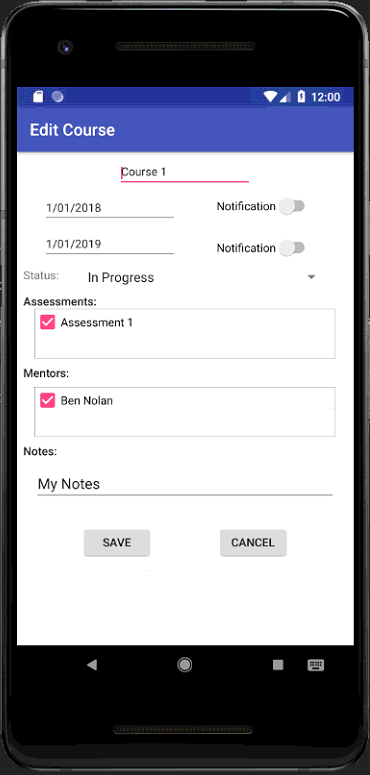 12:00
Edit Course
Course 1
1/01/2018 Notification
1/01/2019 Notification
Status: In Progress
Assessments:
Assessment 1
Mentors:
Ben Nolan
Notes:
My Notes
SAVE CANCEL